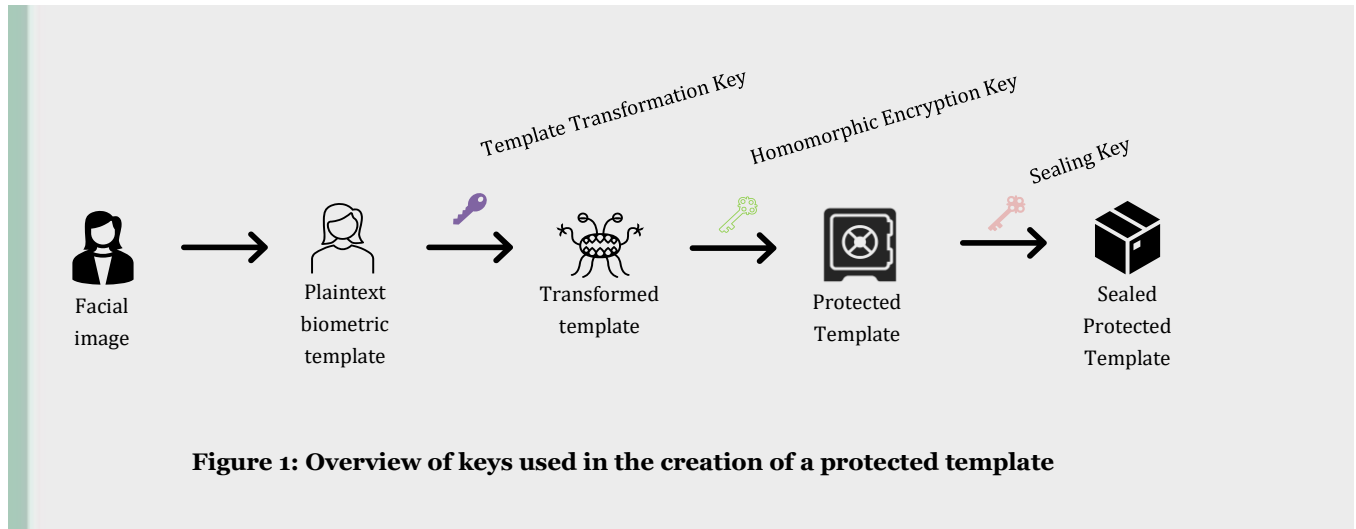 Template Transformation Key
Homomorphic Encryption Key
Sealing Key
Facial
image
Plaintext
biometric
template
Transformed
template
Protected
Template
Sealed
Protected
Template
Figure 1: Overview of keys used in the creation of a protected template